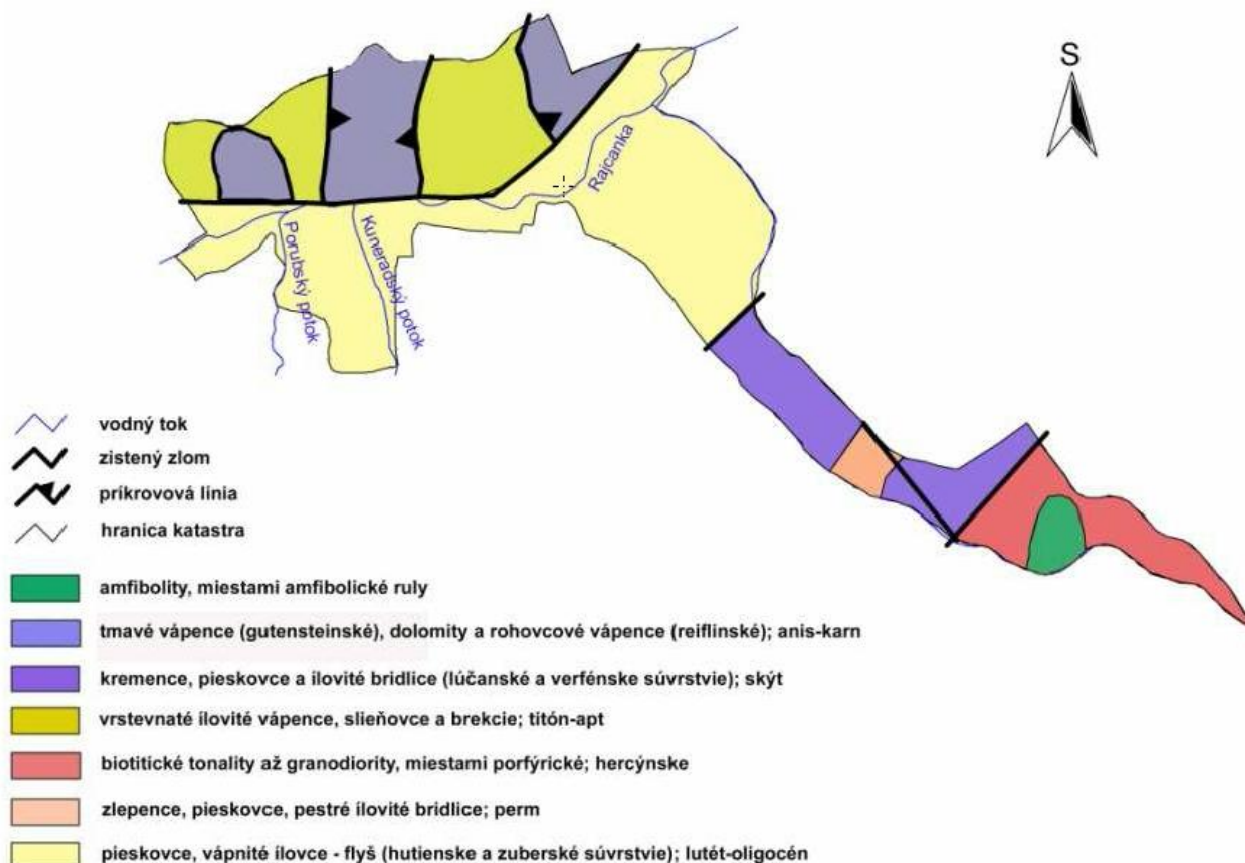 S
Rajcanka
Porubský potok
Kuneradský potok
vodný tok
zistený zlom
príkrovová línia
hranica katastra
amfibolity, miestami amfibolické ruly
tmavé vápence (gutensteinské), dolomity a rohovcové vápence (reiflinské); anis-karn
kremence, pieskovce a ílovité bridlice (lúčanské a verfénske súvrstvie); skýt
vrstevnaté ílovité vápence, slieňovce a brekcie; titón-apt
biotitické tonality až granodiority, miestami porfýrické; hercýnske
zlepence, pieskovce, pestré ílovité bridlice; perm
pieskovce, vápnité ílovce - flyš (hutienske a zuberské súvrstvie); lutét-oligocén